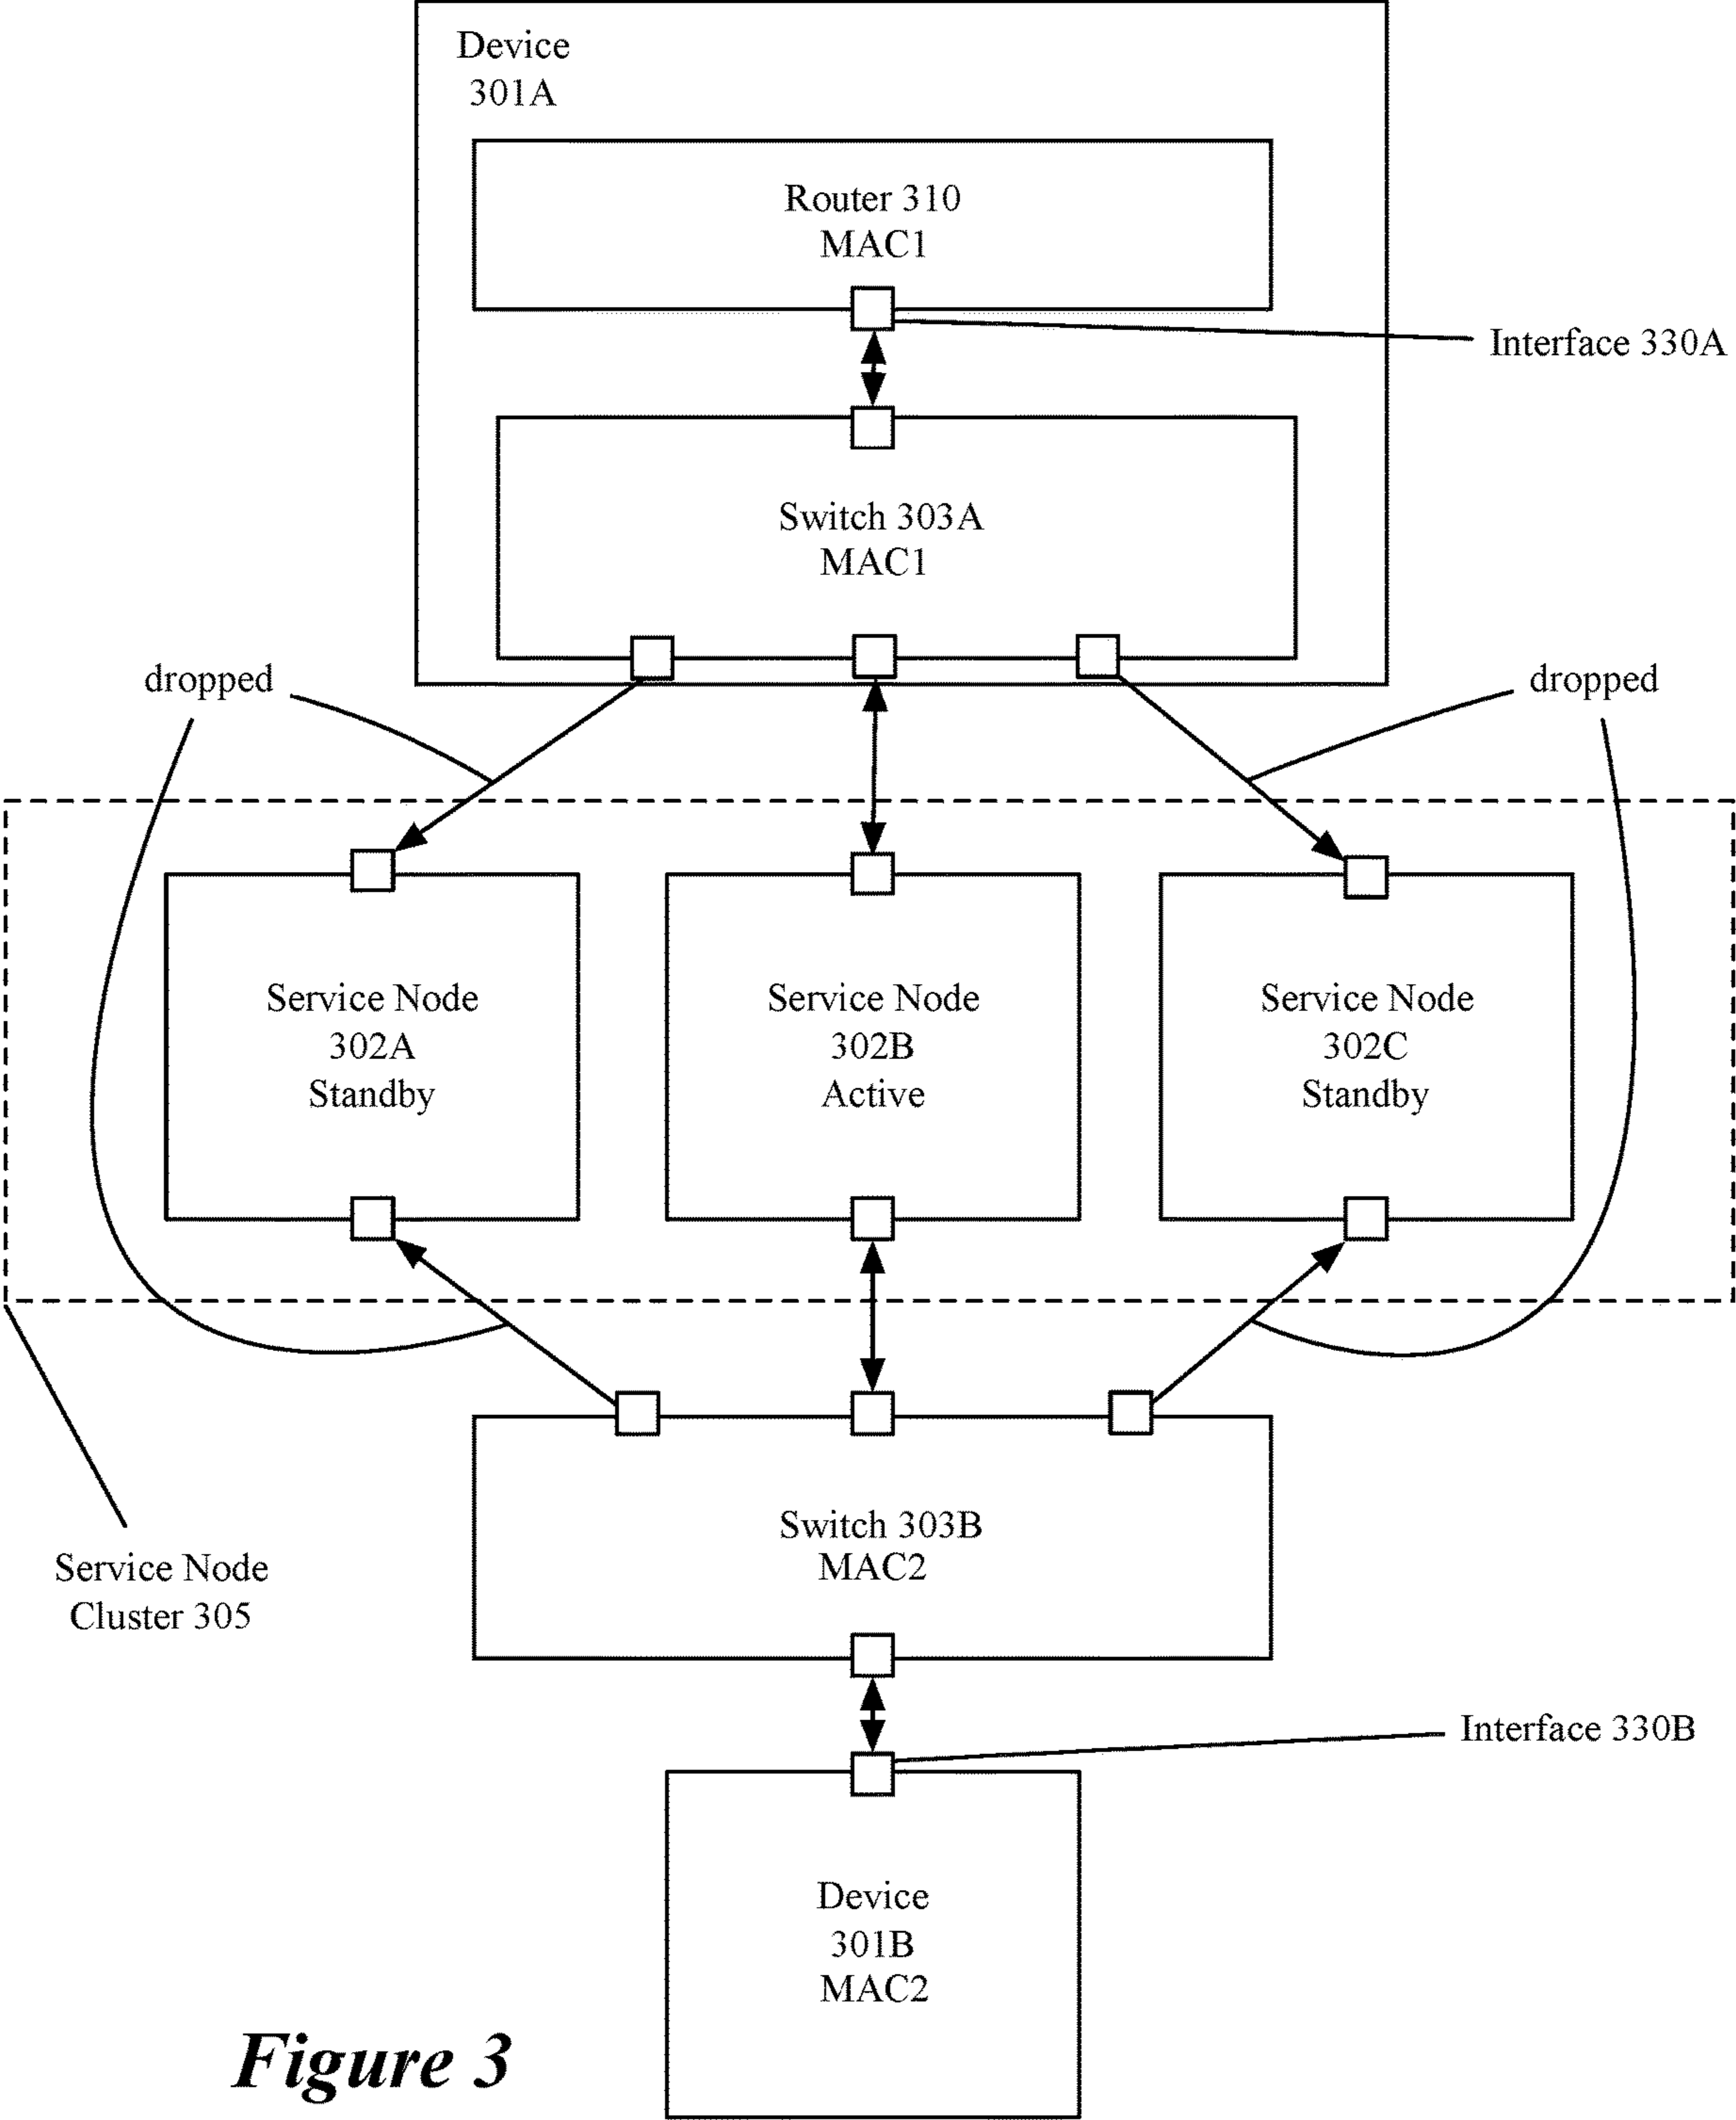 Device
301A
Router 310
MAC1
Interface 330A
Switch 303A
MAC1
dropped
dropped
Service Node
302A
Standby
Service Node
302B
Active
Service Node
302C
Standby
Switch 303B
MAC2
Service Node
Cluster 305
Interface 330B
Device
301B
MAC2
Figure 3